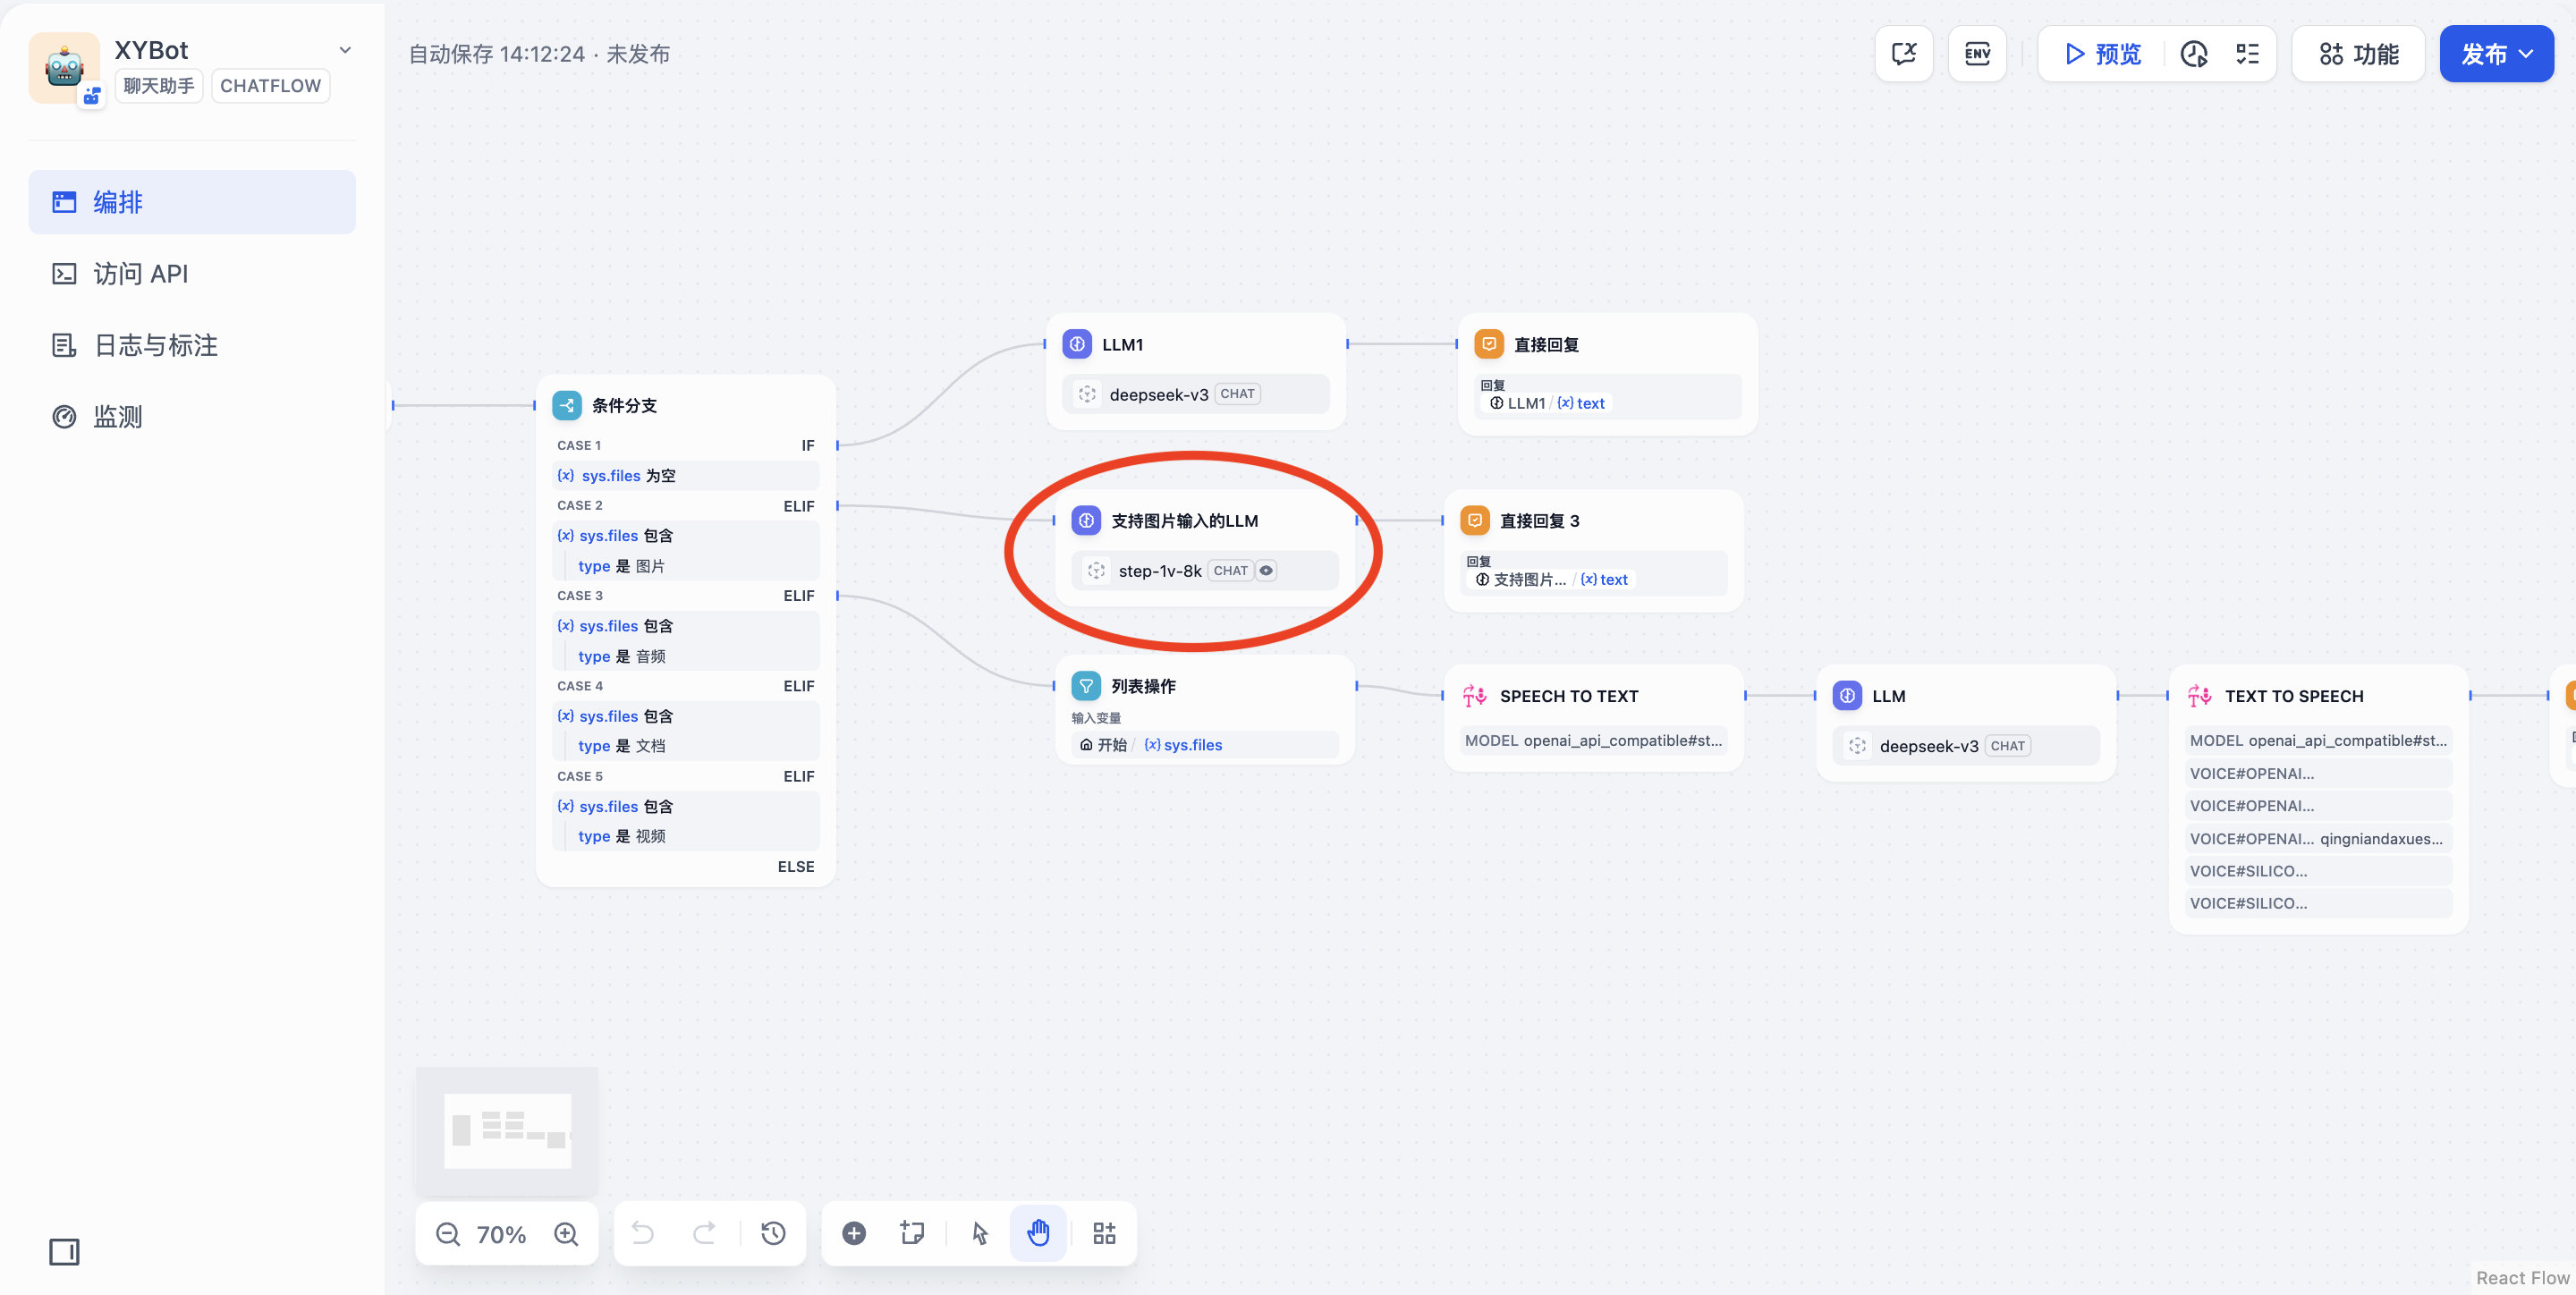 XYBot
聊天助手
CHATFLOW
编排
访问 API
日志与标注
监测
自动保存 14:12:24 · 未发布
ENV
预览
功能
发布
条件分支
CASE 1
IF
{x} sys.files 为空
CASE 2
ELIF
{x} sys.files 包含
type 是 图片
CASE 3
ELIF
{x} sys.files 包含
type 是 音频
CASE 4
ELIF
{x} sys.files 包含
type 是 文档
CASE 5
ELIF
{x} sys.files 包含
type 是 视频
ELSE
LLM1
deepseek-v3 CHAT
直接回复
回复
LLM1 / {x} text
支持图片输入的LLM
step-1v-8k CHAT
直接回复 3
回复
支持图片... / {x} text
列表操作
输入变量
开始 / {x} sys.files
SPEECH TO TEXT
MODEL openai_api_compatible#st...
LLM
deepseek-v3 CHAT
TEXT TO SPEECH
MODEL openai_api_compatible#st...
VOICE#OPENAI...
VOICE#OPENAI...
VOICE#OPENAI... qingniandaxues...
VOICE#SILICO...
VOICE#SILICO...
70%
React Flow